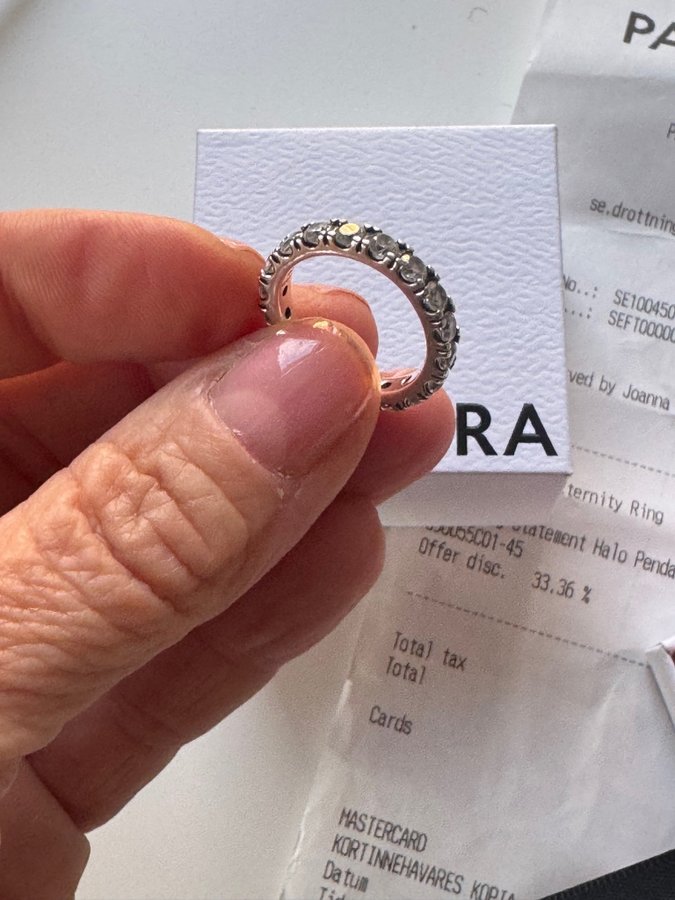 PA
se.drottning
No..: SE100450
...: SEFT0000
ved by Joanna
RA
ternity Ring
Statement Halo Penda
Offer disc. 33.36 %
Total tax
Total
Cards
MASTERCARD
KORTINNEHAVARES KOPIA
Datum